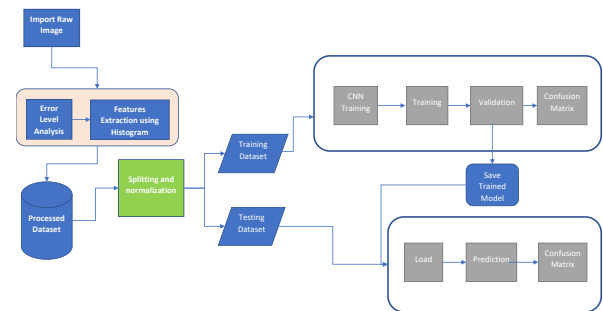 Import Raw
Image
Error
Level
Analysis
Features
Extraction using
Histogram
Processed
Dataset
Splitting and
normalization
Training
Dataset
Testing
Dataset
CNN
Training
Training
Validation
Confusion
Matrix
Save
Trained
Model
Load
Prediction
Confusion
Matrix